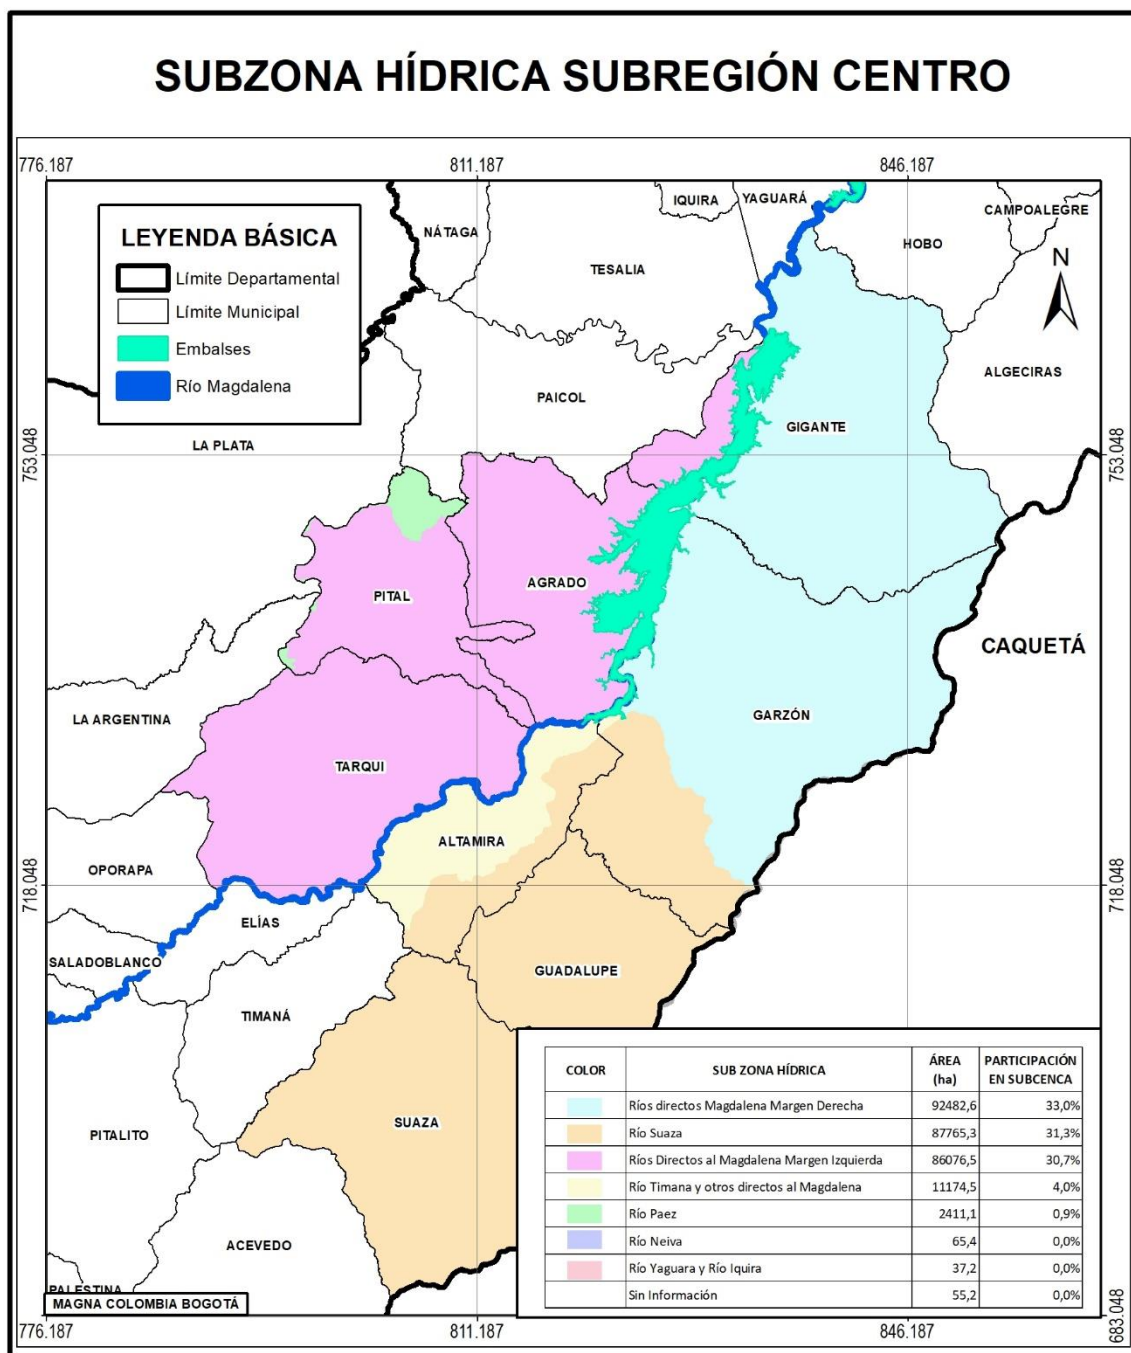 SUBZONA HÍDRICA SUBREGIÓN CENTRO
776.187 811.187 846.187
LEYENDA BÁSICA
Límite Departamental
Límite Municipal
Embalses
Río Magdalena
NÁTAGA
IQUIRA
YAGUARÁ
CAMPOALEGRE
HOBO
TESALIA
N
ALGECIRAS
PAICOL
GIGANTE
LA PLATA
753.048 753.048
PITAL
AGRADO
CAQUETÁ
LA ARGENTINA
GARZÓN
TARQUI
ALTAMIRA
OPORAPA
718.048 718.048
ELÍAS
SALADOBLANCO
GUADALUPE
TIMANÁ
SUAZA
PITALITO
ACEVEDO
PALESTINA
MAGNA COLOMBIA BOGOTÁ
COLOR SUB ZONA HÍDRICA ÁREA (ha) PARTICIPACIÓN EN SUBCENCA
Ríos directos Magdalena Margen Derecha 92482,6 33,0%
Río Suaza 87765,3 31,3%
Ríos Directos al Magdalena Margen Izquierda 86076,5 30,7%
Río Timana y otros directos al Magdalena 11174,5 4,0%
Río Paez 2411,1 0,9%
Río Neiva 65,4 0,0%
Río Yaguara y Río Iquira 37,2 0,0%
Sin Información 55,2 0,0%
683.048
776.187 811.187 846.187